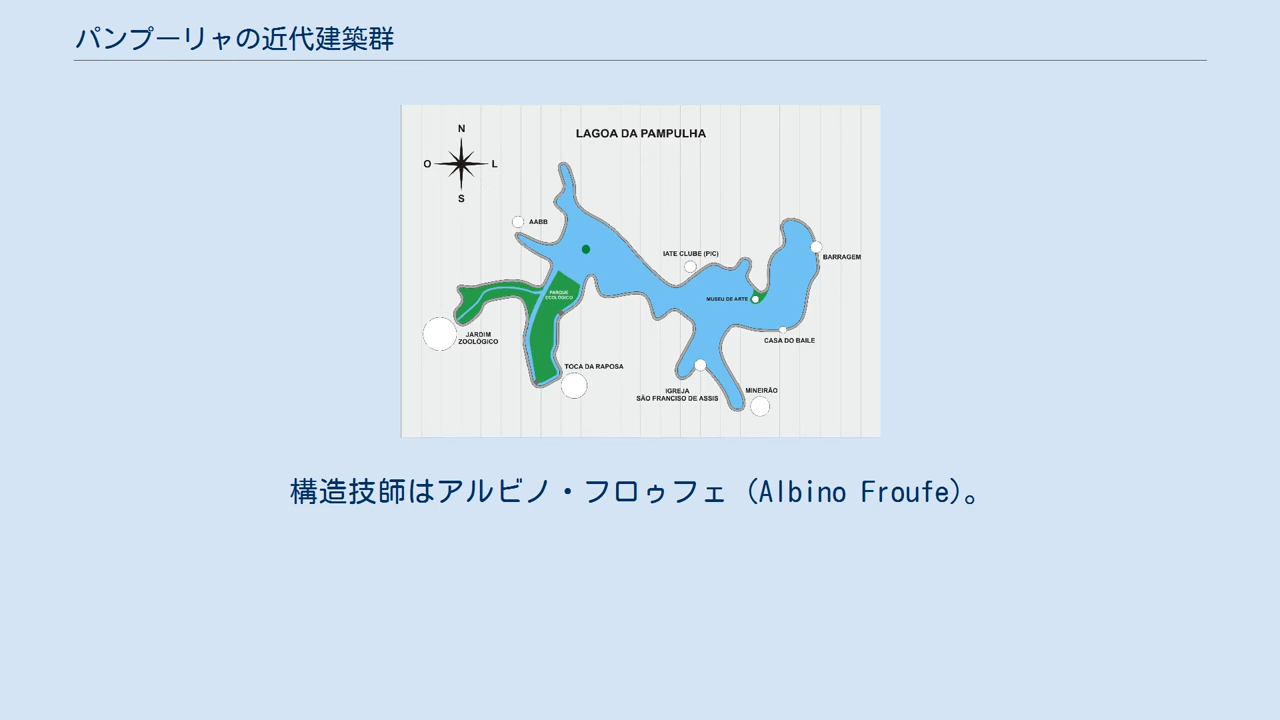 パンプーリャの近代建築群
LAGOA DA PAMPULHA
N
O
L
S
AABB
IATE CLUBE (PIC)
BARRAGEM
PARQUE
ECOLÓGICO
MUSEU DE ARTE
JARDIM
ZOOLÓGICO
CASA DO BAILE
TOCA DA RAPOSA
IGREJA
SÃO FRANCISO DE ASSIS
MINEIRÃO
構造技師はアルビノ・フロゥフェ (Albino Froufe)。